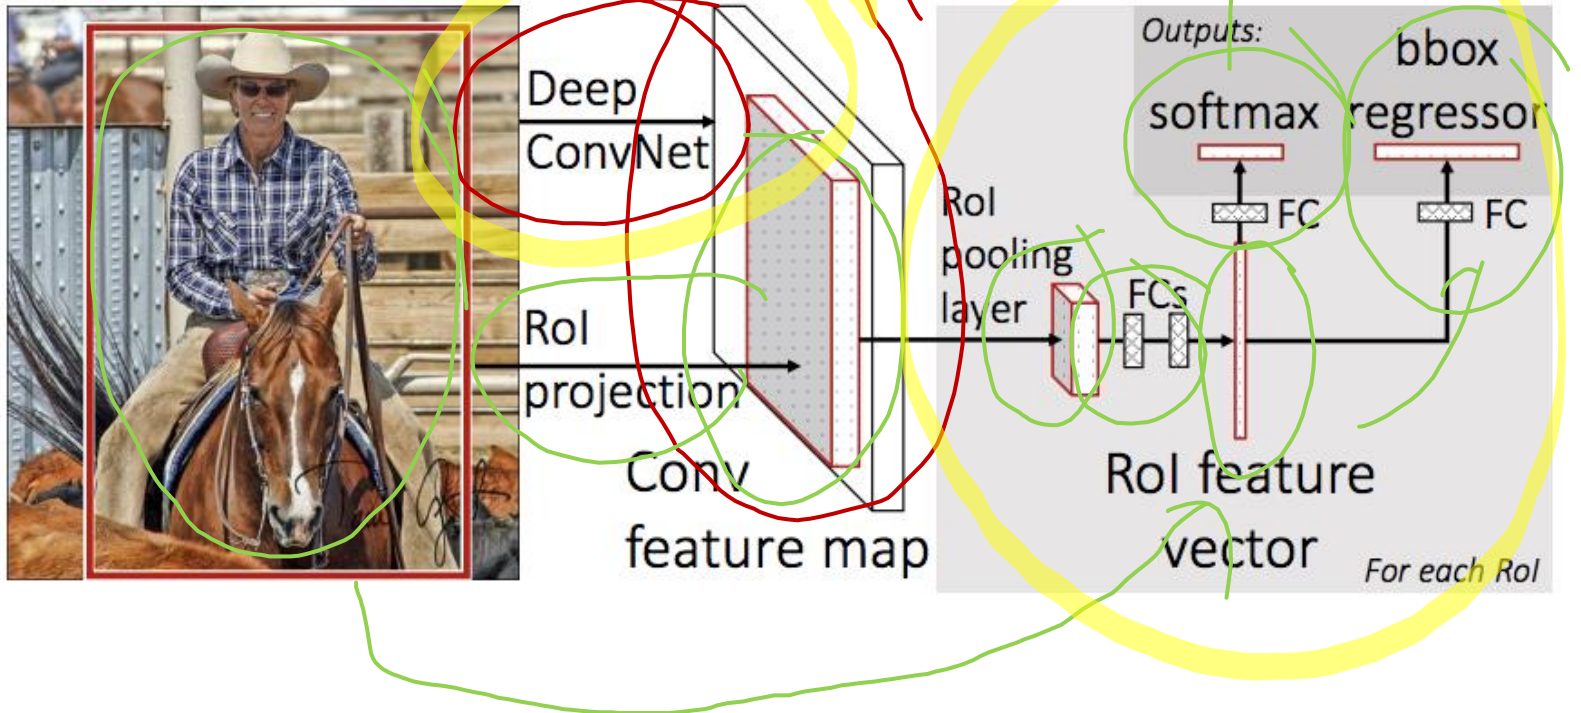 Deep
ConvNet
RoI
projection
Conv
feature map
RoI
pooling
layer
FCs
Outputs:
softmax
bbox
regressor
FC
FC
RoI feature
vector
For each RoI